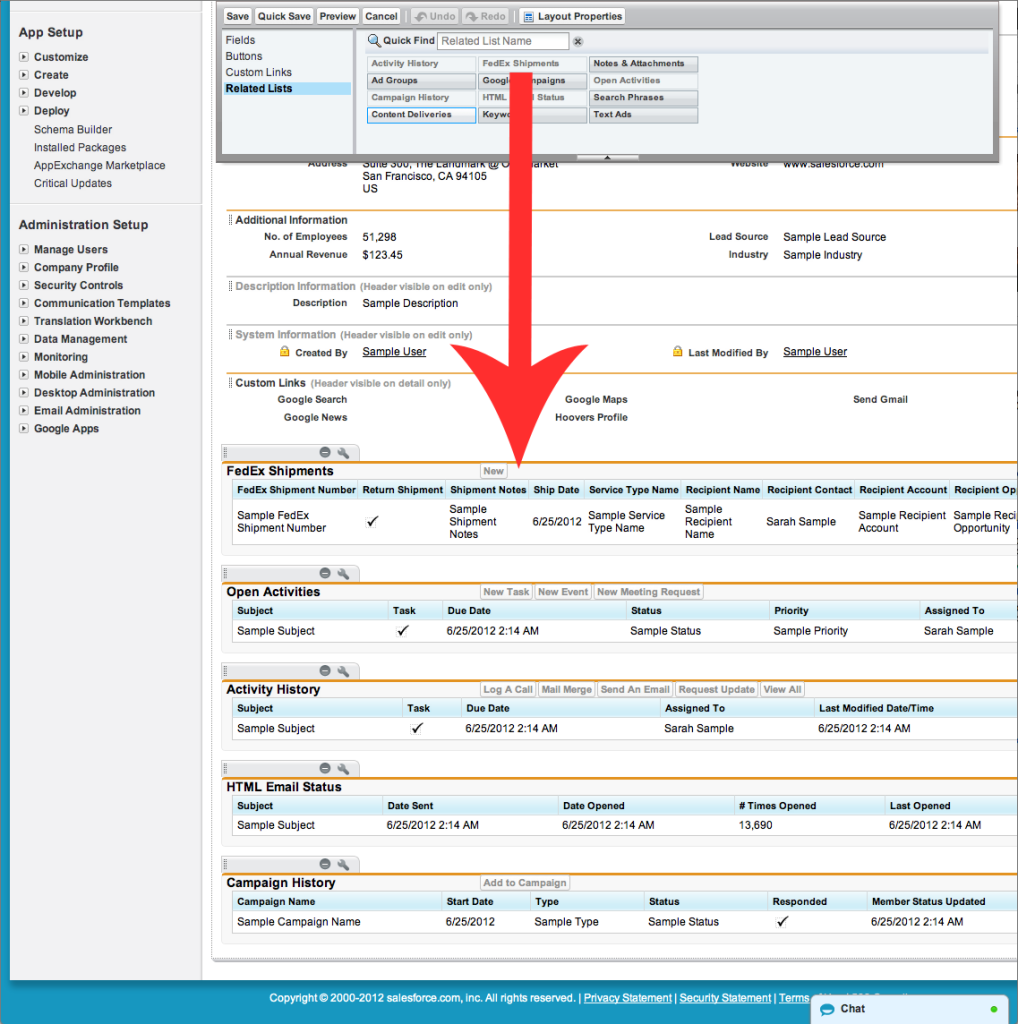 App Setup
Customize
Create
Develop
Deploy
Schema Builder
Installed Packages
AppExchange Marketplace
Critical Updates
Administration Setup
Manage Users
Company Profile
Security Controls
Communication Templates
Translation Workbench
Data Management
Monitoring
Mobile Administration
Desktop Administration
Email Administration
Google Apps
Save Quick Save Preview Cancel Undo Redo Layout Properties
Fields
Buttons
Custom Links
Related Lists
Quick Find Related List Name
Activity History FedEx Shipments Notes & Attachments
Ad Groups Google Campaigns Open Activities
Campaign History HTML Email Status Search Phrases
Content Deliveries Text Ads
Address Suite 300, The Landmark @ Website www.salesforce.com
San Francisco, CA 94105
US
Additional Information
No. of Employees 51,298 Lead Source Sample Lead Source
Annual Revenue $123.45 Industry Sample Industry
Description Information (Header visible on edit only)
Description Sample Description
System Information (Header visible on edit only)
Created By Sample User Last Modified By Sample User
Custom Links (Header visible on detail only)
Google Search Google Maps Send Gmail
Google News Hoovers Profile
FedEx Shipments New
FedEx Shipment Number Return Shipment Shipment Notes Ship Date Service Type Name Recipient Name Recipient Contact Recipient Account Recipient Opp
Sample FedEx Shipment Number Sample Shipment Notes 6/25/2012 Sample Service Type Name Sample Recipient Name Sarah Sample Sample Recipient Account Sample Reci Opportunity
Open Activities New Task New Event New Meeting Request
Subject Task Due Date Status Priority Assigned To
Sample Subject 6/25/2012 2:14 AM Sample Status Sample Priority Sarah Sample
Activity History Log A Call Mail Merge Send An Email Request Update View All
Subject Task Due Date Assigned To Last Modified Date/Time
Sample Subject 6/25/2012 2:14 AM Sarah Sample 6/25/2012 2:14 AM
HTML Email Status
Subject Date Sent Date Opened # Times Opened Last Opened
Sample Subject 6/25/2012 2:14 AM 6/25/2012 2:14 AM 13,690 6/25/2012 2:14 AM
Campaign History Add to Campaign
Campaign Name Start Date Type Status Responded Member Status Updated
Sample Campaign Name 6/25/2012 Sample Type Sample Status 6/25/2012 2:14 AM
Copyright © 2000-2012 salesforce.com, inc. All rights reserved. | Privacy Statement | Security Statement | Terms
Chat